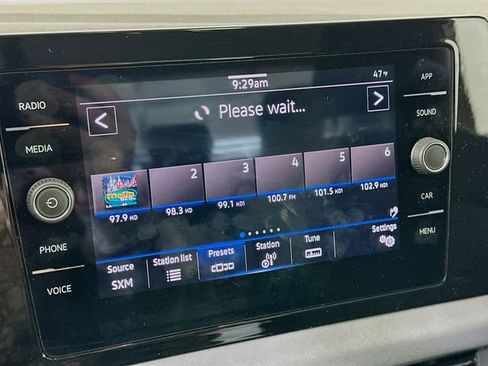 9:29am
47°F
Please wait...
<
>
RADIO
MEDIA
PHONE
VOICE
APP
SOUND
CAR
MENU
2
3
4
5
6
97.9 HD
98.3 HD
99.1 HD1
100.7 FM
101.5 HD1
102.9 HD1
Source
SXM
Station list
Presets
Station
Tune
Settings